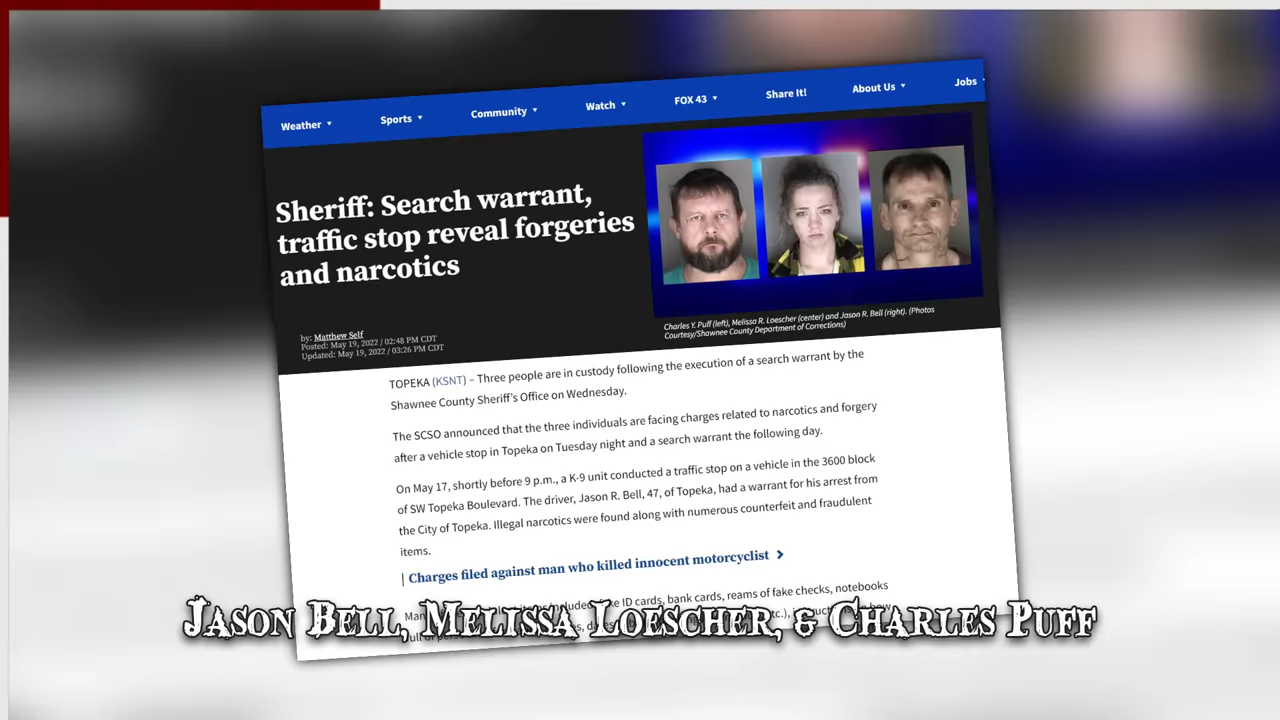 Weather Sports Community Watch FOX 43 Share It! About Us Jobs
Sheriff: Search warrant,
traffic stop reveal forgeries
and narcotics
by: Matthew Self
Posted: May 19, 2022 / 02:48 PM CDT
Updated: May 19, 2022 / 03:26 PM CDT
Charles Y. Puff (left), Melissa R. Loescher (center) and Jason R. Bell (right). (Photos
Courtesy/Shawnee County Department of Corrections)
TOPEKA (KSNT) – Three people are in custody following the execution of a search warrant by the
Shawnee County Sheriff's Office on Wednesday.
The SCSO announced that the three individuals are facing charges related to narcotics and forgery
after a vehicle stop in Topeka on Tuesday night and a search warrant the following day.
On May 17, shortly before 9 p.m., a K-9 unit conducted a traffic stop on a vehicle in the 3600 block
of SW Topeka Boulevard. The driver, Jason R. Bell, 47, of Topeka, had a warrant for his arrest from
the City of Topeka. Illegal narcotics were found along with numerous counterfeit and fraudulent
items.
Charges filed against man who killed innocent motorcyclist
ID cards, bank cards, reams of fake checks, notebooks
Jason Bell, Melissa Loescher, & Charles Puff